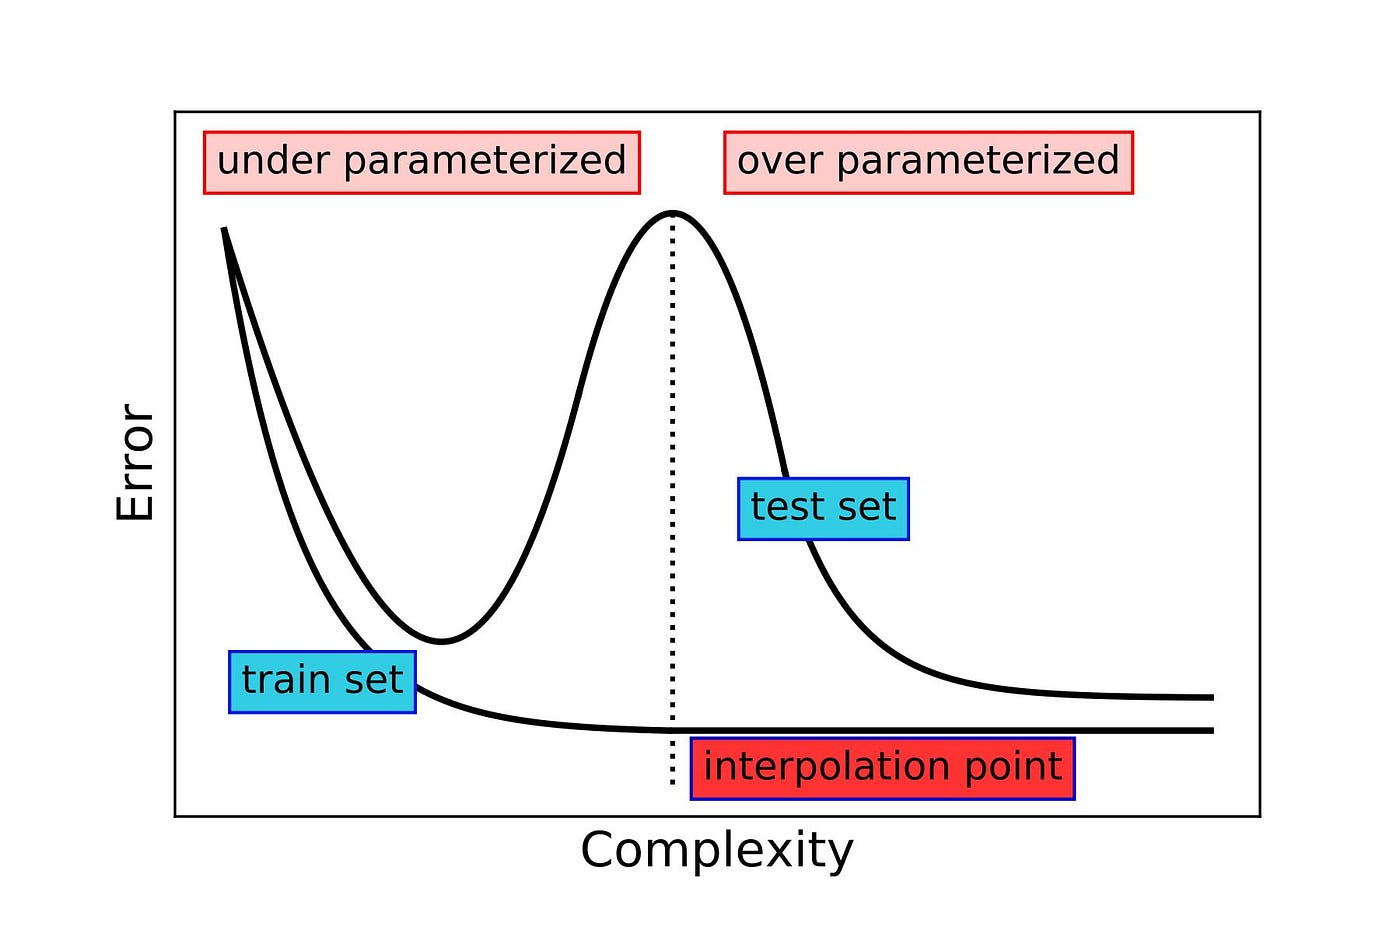 under parameterized
over parameterized
Error
test set
train set
interpolation point
Complexity